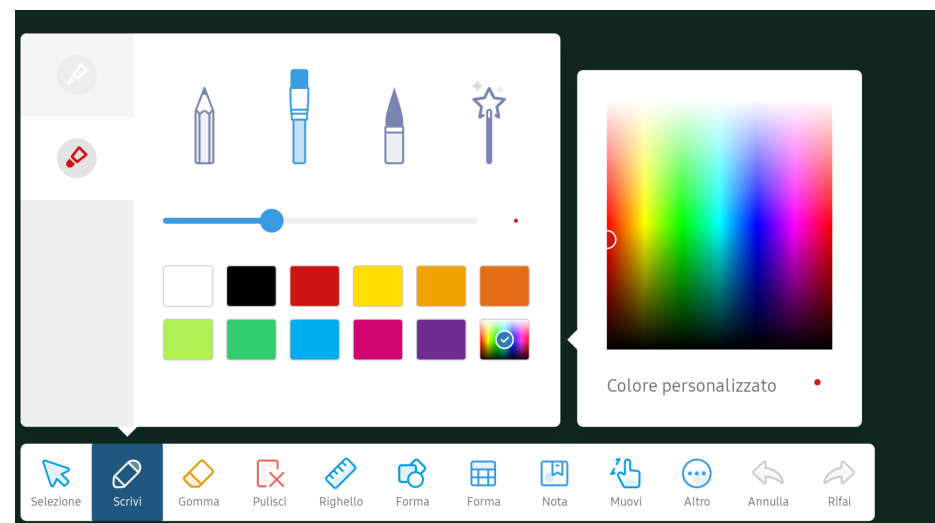 Colore personalizzato
Selezione
Scrivi
Gomma
Pulisci
Righello
Forma
Forma
Nota
Muovi
Altro
Annulla
Rifai